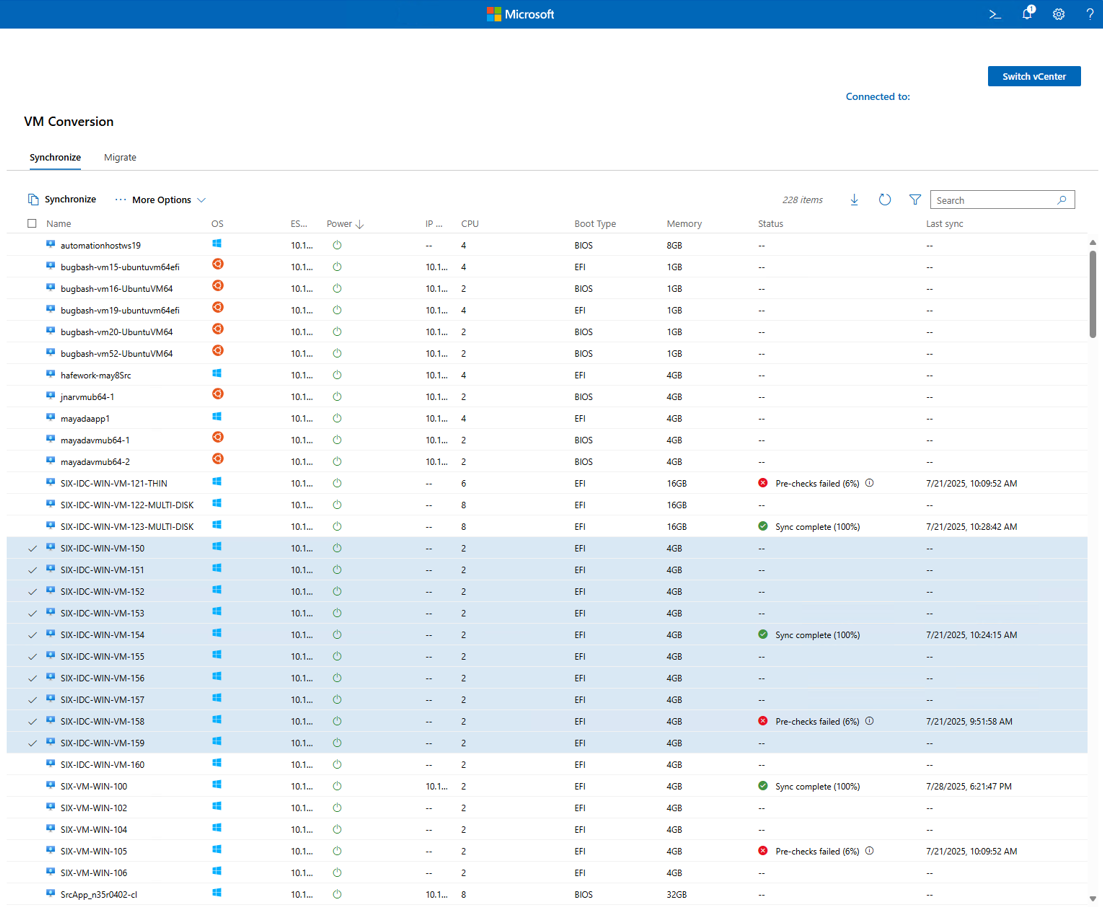 Microsoft
1
Switch vCenter
Connected to:
VM Conversion
Synchronize Migrate
Synchronize ··· More Options 228 items Search
Name OS ES... Power IP ... CPU Boot Type Memory Status Last sync
automationhostws19 10.1... -- 4 BIOS 8GB -- --
bugbash-vm15-ubuntuvm64efi 10.1... 10.1... 4 EFI 1GB -- --
bugbash-vm16-UbuntuVM64 10.1... 10.1... 2 BIOS 1GB -- --
bugbash-vm19-ubuntuvm64efi 10.1... 10.1... 4 EFI 1GB -- --
bugbash-vm20-UbuntuVM64 10.1... 10.1... 2 BIOS 1GB -- --
bugbash-vm52-UbuntuVM64 10.1... 10.1... 2 BIOS 1GB -- --
hafework-may8Src 10.1... 10.1... 4 EFI 4GB -- --
jnarvmub64-1 10.1... 10.1... 2 BIOS 4GB -- --
mayadaapp1 10.1... 10.1... 4 EFI 4GB -- --
mayadavmub64-1 10.1... 10.1... 2 BIOS 4GB -- --
mayadavmub64-2 10.1... 10.1... 2 BIOS 4GB -- --
SIX-IDC-WIN-VM-121-THIN 10.1... -- 6 EFI 16GB Pre-checks failed (6%) 7/21/2025, 10:09:52 AM
SIX-IDC-WIN-VM-122-MULTI-DISK 10.1... -- 8 EFI 16GB -- --
SIX-IDC-WIN-VM-123-MULTI-DISK 10.1... -- 8 EFI 16GB Sync complete (100%) 7/21/2025, 10:28:42 AM
SIX-IDC-WIN-VM-150 10.1... -- 2 EFI 4GB -- --
SIX-IDC-WIN-VM-151 10.1... -- 2 EFI 4GB -- --
SIX-IDC-WIN-VM-152 10.1... -- 2 EFI 4GB -- --
SIX-IDC-WIN-VM-153 10.1... -- 2 EFI 4GB -- --
SIX-IDC-WIN-VM-154 10.1... -- 2 EFI 4GB Sync complete (100%) 7/21/2025, 10:24:15 AM
SIX-IDC-WIN-VM-155 10.1... -- 2 EFI 4GB -- --
SIX-IDC-WIN-VM-156 10.1... -- 2 EFI 4GB -- --
SIX-IDC-WIN-VM-157 10.1... -- 2 EFI 4GB -- --
SIX-IDC-WIN-VM-158 10.1... -- 2 EFI 4GB Pre-checks failed (6%) 7/21/2025, 9:51:58 AM
SIX-IDC-WIN-VM-159 10.1... -- 2 EFI 4GB -- --
SIX-IDC-WIN-VM-160 10.1... -- 2 EFI 4GB -- --
SIX-VM-WIN-100 10.1... 10.1... 2 EFI 4GB Sync complete (100%) 7/28/2025, 6:21:47 PM
SIX-VM-WIN-102 10.1... -- 2 EFI 4GB -- --
SIX-VM-WIN-104 10.1... -- 2 EFI 4GB -- --
SIX-VM-WIN-105 10.1... -- 2 EFI 4GB Pre-checks failed (6%) 7/21/2025, 10:09:52 AM
SIX-VM-WIN-106 10.1... -- 2 EFI 4GB -- --
SrcApp_n35r0402-cl 10.1... 10.1... 8 BIOS 32GB -- --